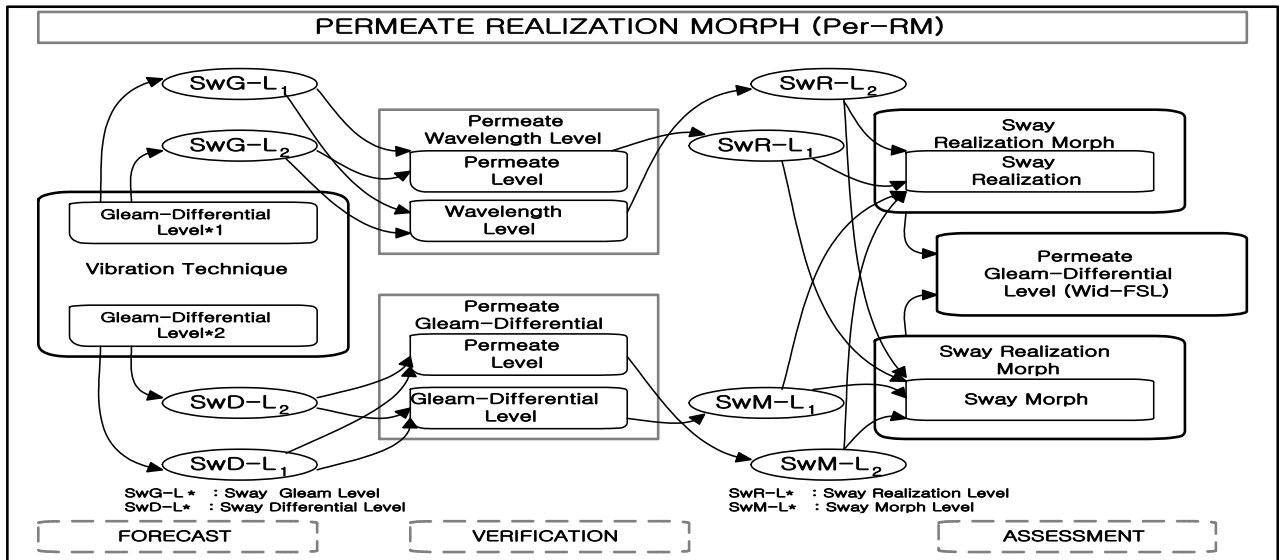 PERMEATE REALIZATION MORPH (Per-RM)
SwG-L1
SwG-L2
Gleam-Differential
Level*1
Vibration Technique
Gleam-Differential
Level*2
SwD-L2
SwD-L1
Permeate
Wavelength Level
Permeate
Level
Wavelength
Level
Permeate
Gleam-Differential
Permeate
Level
Gleam-Differential
Level
SwR-L2
SwR-L1
SwM-L1
SwM-L2
Sway
Realization Morph
Sway
Realization
Permeate
Gleam-Differential
Level (Wid-FSL)
Sway Realization
Morph
Sway Morph
SwG-L* : Sway Gleam Level
SwD-L* : Sway Differential Level
SwR-L* : Sway Realization Level
SwM-L* : Sway Morph Level
FORECAST
VERIFICATION
ASSESSMENT